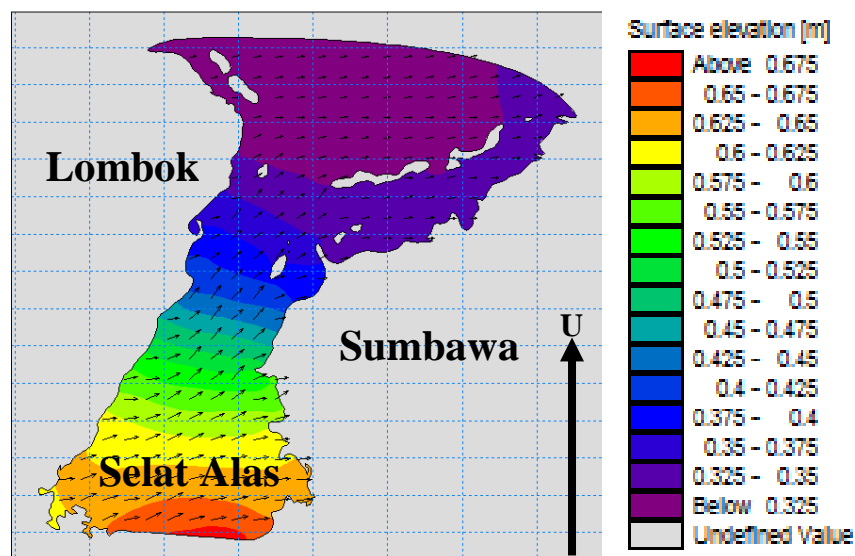 Lombok
Sumbawa
Selat Alas
U
Surface elevation [m]
Above 0.675
0.65 - 0.675
0.625 - 0.65
0.6 - 0.625
0.575 - 0.6
0.55 - 0.575
0.525 - 0.55
0.5 - 0.525
0.475 - 0.5
0.45 - 0.475
0.425 - 0.45
0.4 - 0.425
0.375 - 0.4
0.35 - 0.375
0.325 - 0.35
Below 0.325
Undefined Value